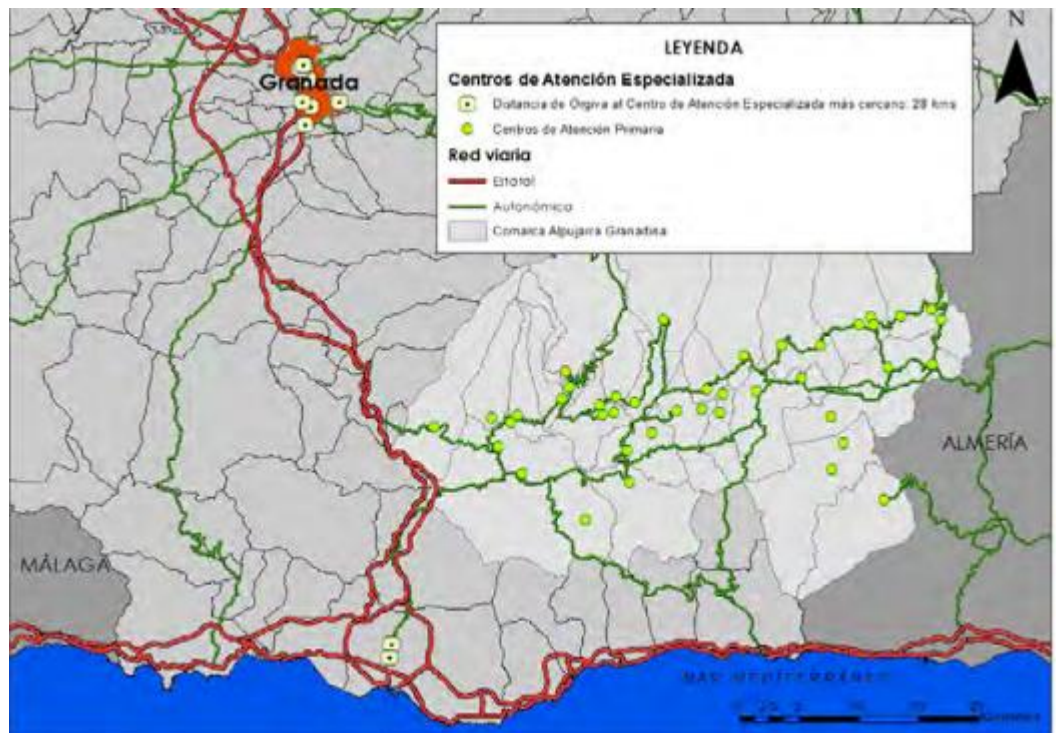 N
Granada
LEYENDA
Centros de Atención Especializada
Distancia de Órgiva al Centro de Atención Especializada más cercano: 28 kms
Centros de Atención Primaria
Red viaria
Estatal
Autonómica
Comarca Alpujarra Granadina
ALMERÍA
MÁLAGA
MAR MEDITERRÁNEO